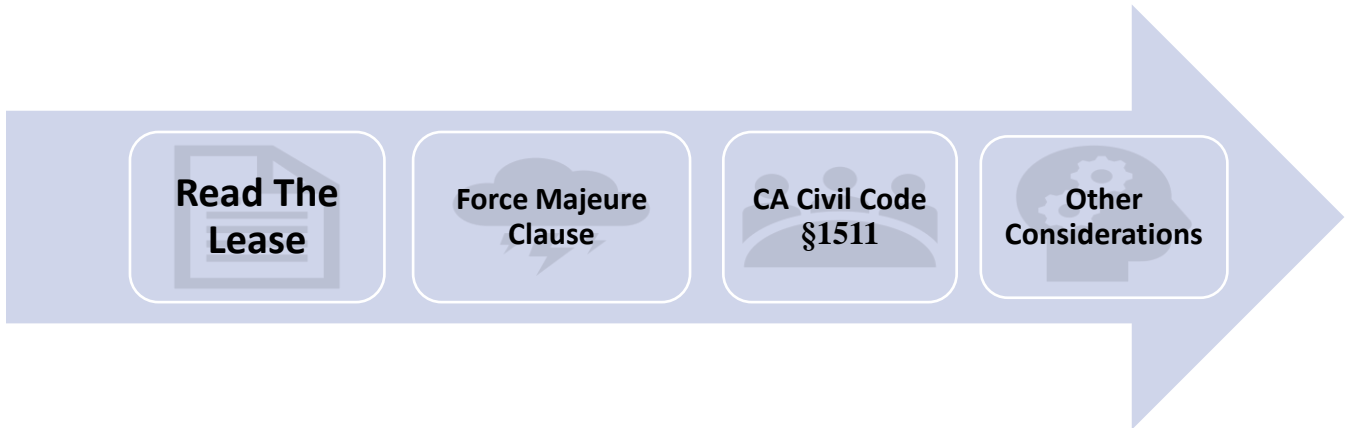 Read The
Lease
Force Majeure
Clause
CA Civil Code
§1511
Other
Considerations